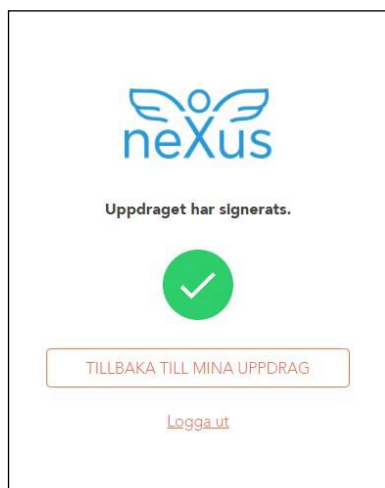 neXus
Uppdraget har signerats.
TILLBAKA TILL MINA UPPDRAG
Logga ut